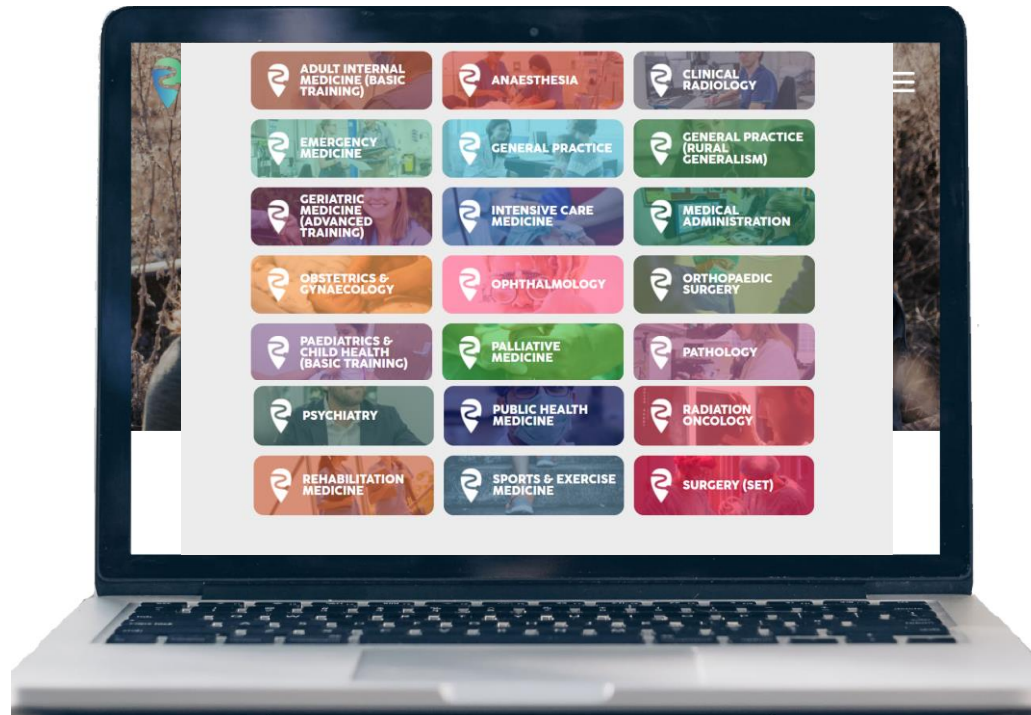 ADULT INTERNAL
MEDICINE (BASIC
TRAINING)
ANAESTHESIA
CLINICAL
RADIOLOGY
EMERGENCY
MEDICINE
GENERAL PRACTICE
GENERAL PRACTICE
(RURAL
GENERALISM)
GERIATRIC
MEDICINE
(ADVANCED
TRAINING)
INTENSIVE CARE
MEDICINE
MEDICAL
ADMINISTRATION
OBSTETRICS &
GYNAECOLOGY
OPHTHALMOLOGY
ORTHOPAEDIC
SURGERY
PAEDIATRICS &
CHILD HEALTH
(BASIC TRAINING)
PALLIATIVE
MEDICINE
PATHOLOGY
PSYCHIATRY
PUBLIC HEALTH
MEDICINE
RADIATION
ONCOLOGY
REHABILITATION
MEDICINE
SPORTS & EXERCISE
MEDICINE
SURGERY (SET)